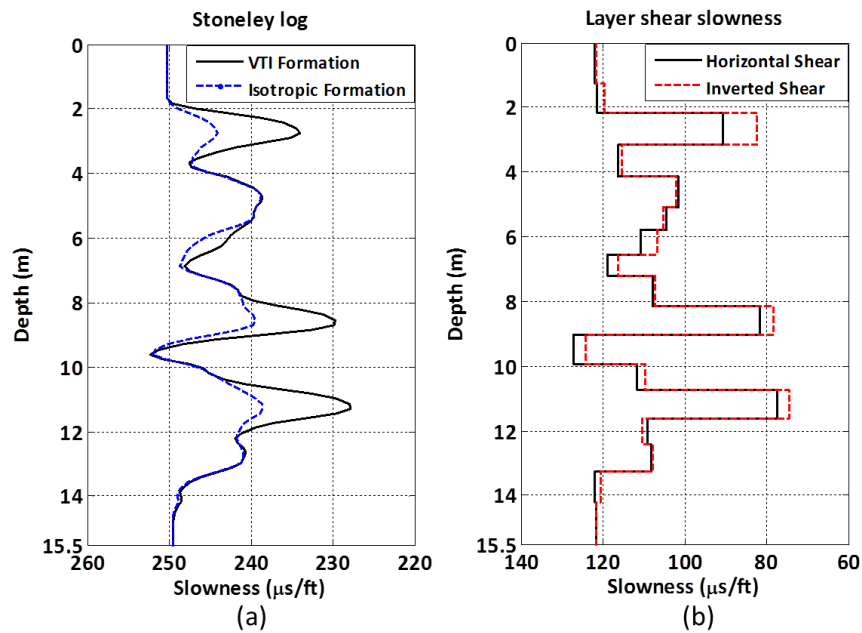 Stoneley log
VTI Formation
Isotropic Formation
Depth (m)
0
2
4
6
8
10
12
14
15.5
260
250
240
230
220
Slowness (μs/ft)
(a)
Layer shear slowness
Horizontal Shear
Inverted Shear
Depth (m)
0
2
4
6
8
10
12
14
15.5
140
120
100
80
60
Slowness (μs/ft)
(b)